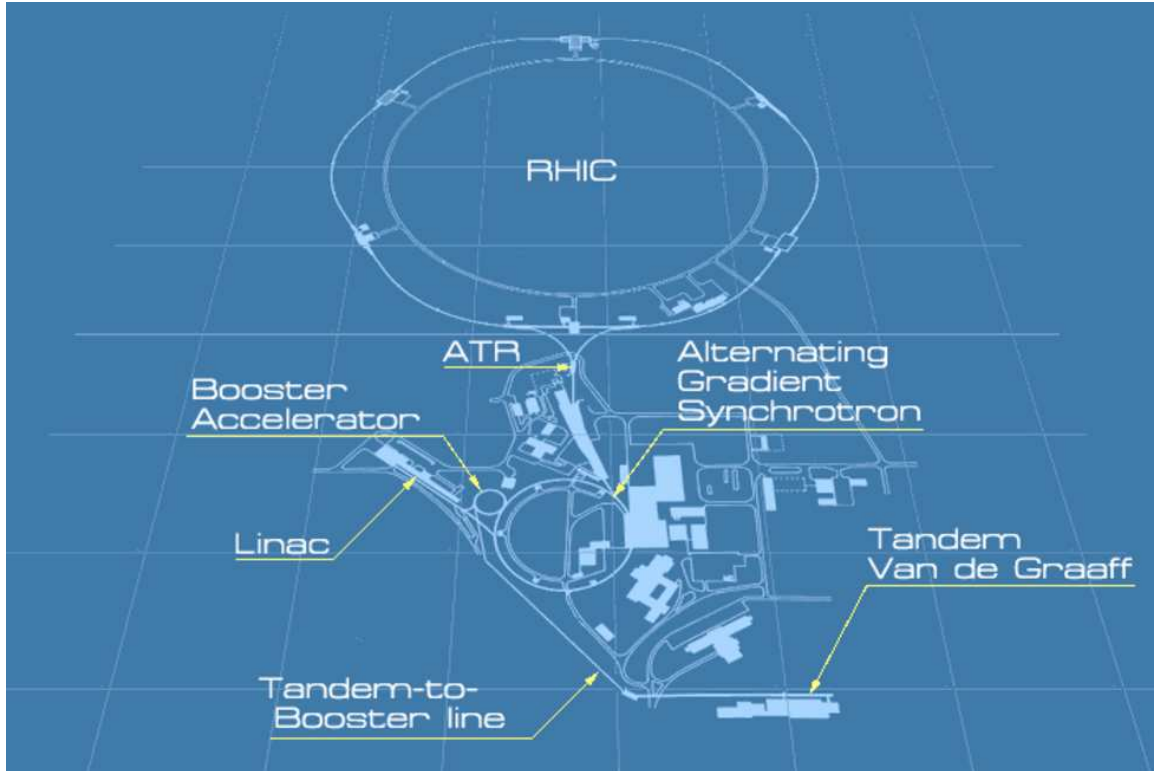 RHIC
ATR
Alternating
Gradient
Synchrotron
Booster
Accelerator
Linac
Tandem
Van de Graaff
Tandem-to-
Booster line